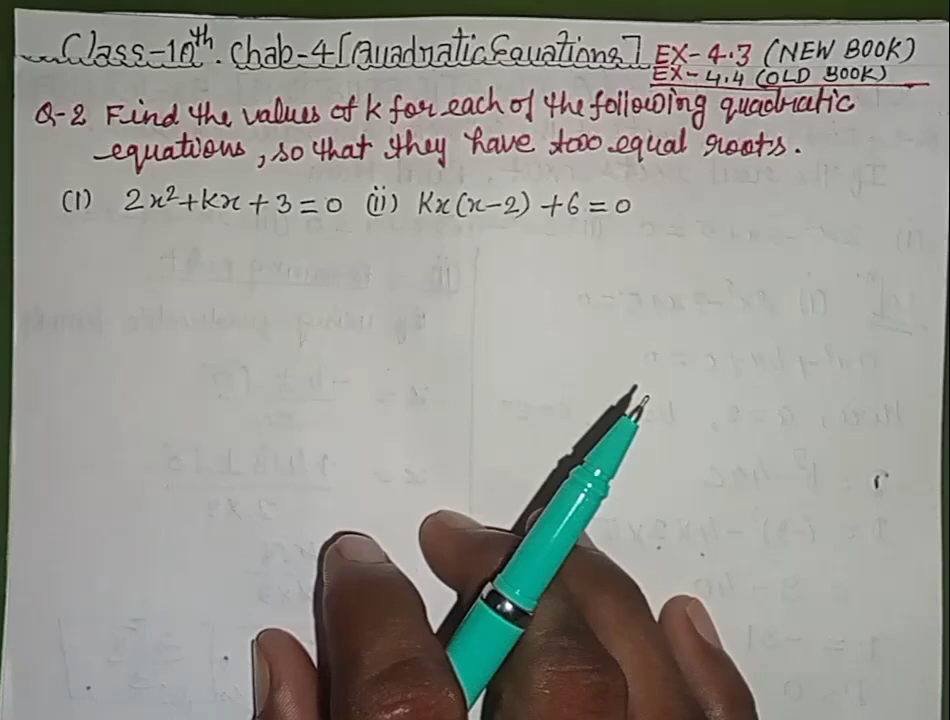 Class-10th. Chab-4[Quadratic Equations] EX-4.3 (NEW BOOK)
EX-4.4 (OLD BOOK)
Q-2 Find the values of k for each of the following quadratic
equations, so that they have two equal roots.
(1) 2x²+kx+3=0 (ii) Kx(x-2)+6=0